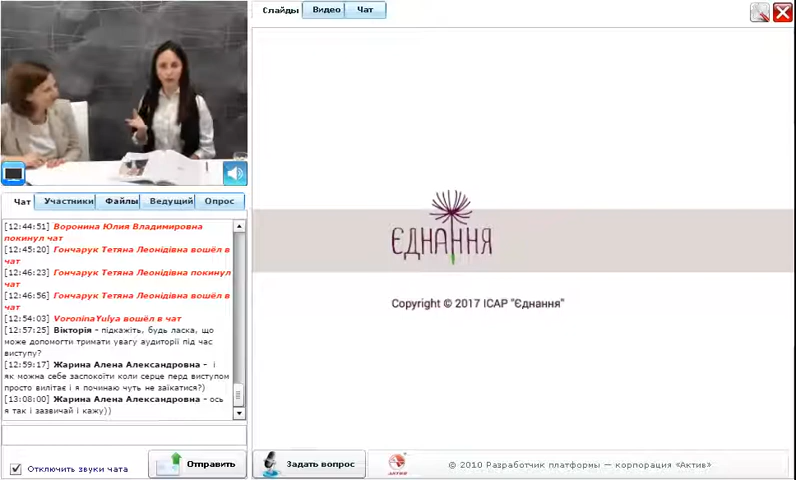 Слайды Видео Чат
Чат Участники Файлы Ведущий Опрос
[12:44:51] Воронина Юлия Владимировна
покинул чат
[12:45:20] Гончарук Тетяна Леонідівна вошёл в
чат
[12:46:23] Гончарук Тетяна Леонідівна покинул
чат
[12:46:56] Гончарук Тетяна Леонідівна вошёл в
чат
[12:54:03] VoroninaYulya вошёл в чат
[12:57:25] Вікторія - підкажіть, будь ласка, що
може допомогти тримати увагу аудиторії під час
виступу?
[12:59:17] Жарина Алена Александровна - і
як можна себе заспокоїти коли серце перд виступом
просто вилітає і я починаю чуть не заїкатися?)
[13:08:00] Жарина Алена Александровна - ось
я так і зазвичай і кажу))
Отправить
Отключить звуки чата
ЄДНАННЯ
Copyright © 2017 ІСАР "Єднання"
Задать вопрос
АКТИВ
© 2010 Разработчик платформы — корпорация «Актив»